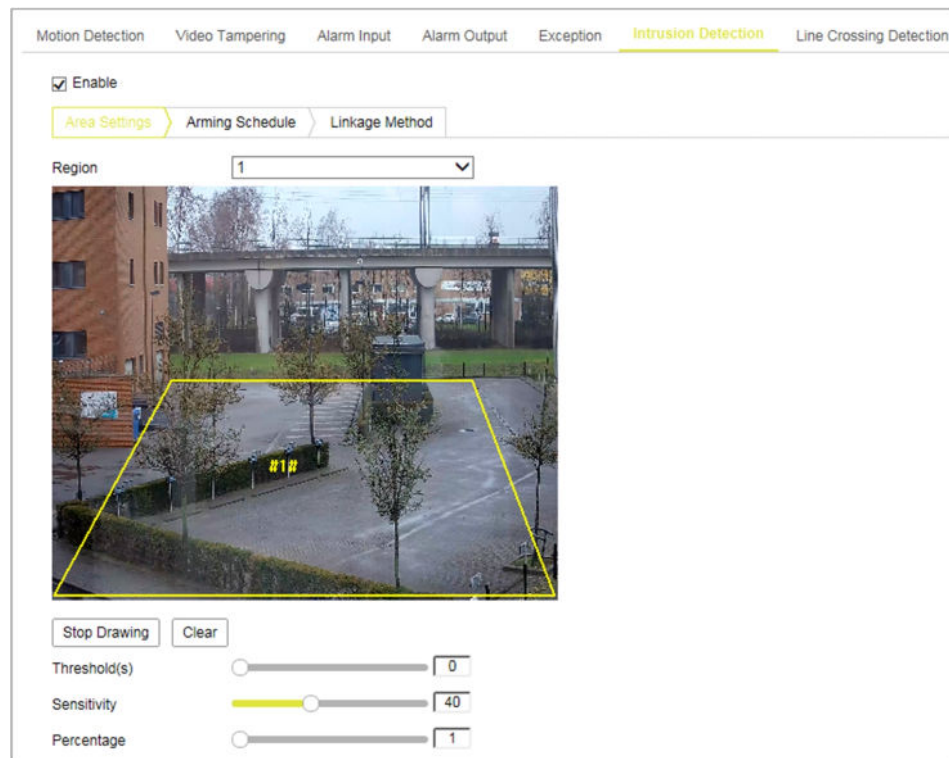 Motion Detection Video Tampering Alarm Input Alarm Output Exception Intrusion Detection Line Crossing Detection
Enable
Area Settings Arming Schedule Linkage Method
Region 1
#1#
Stop Drawing Clear
Threshold(s) 0
Sensitivity 40
Percentage 1